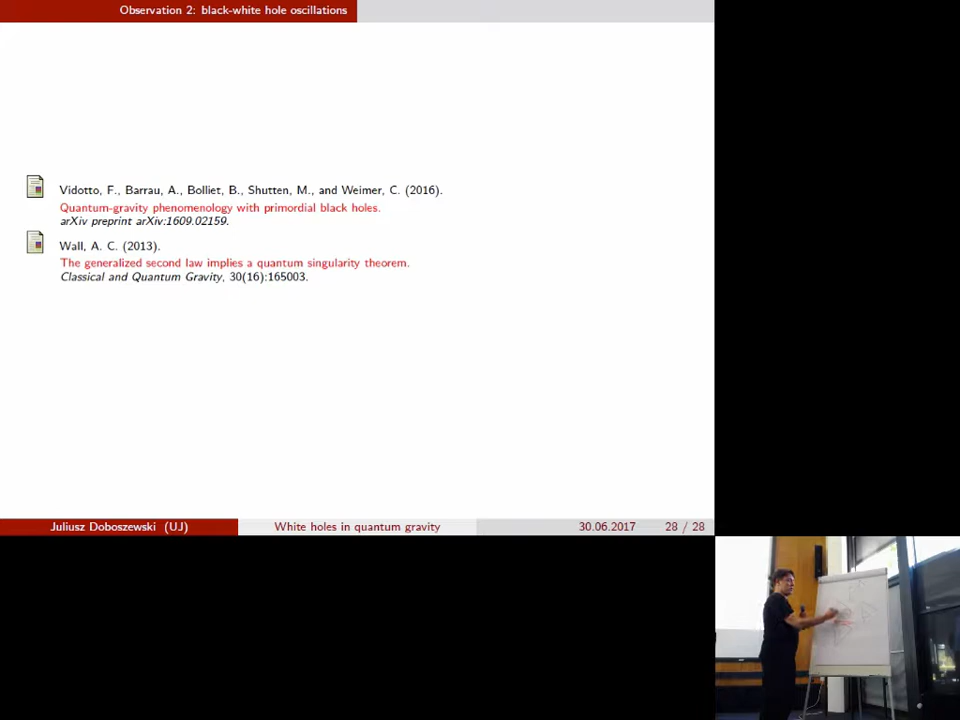 Observation 2: black-white hole oscillations
Vidotto, F., Barrau, A., Bolliet, B., Shutten, M., and Weimer, C. (2016).
Quantum-gravity phenomenology with primordial black holes.
arXiv preprint arXiv:1609.02159.
Wall, A. C. (2013).
The generalized second law implies a quantum singularity theorem.
Classical and Quantum Gravity, 30(16):165003.
Juliusz Doboszewski (UJ) White holes in quantum gravity 30.06.2017 28 / 28